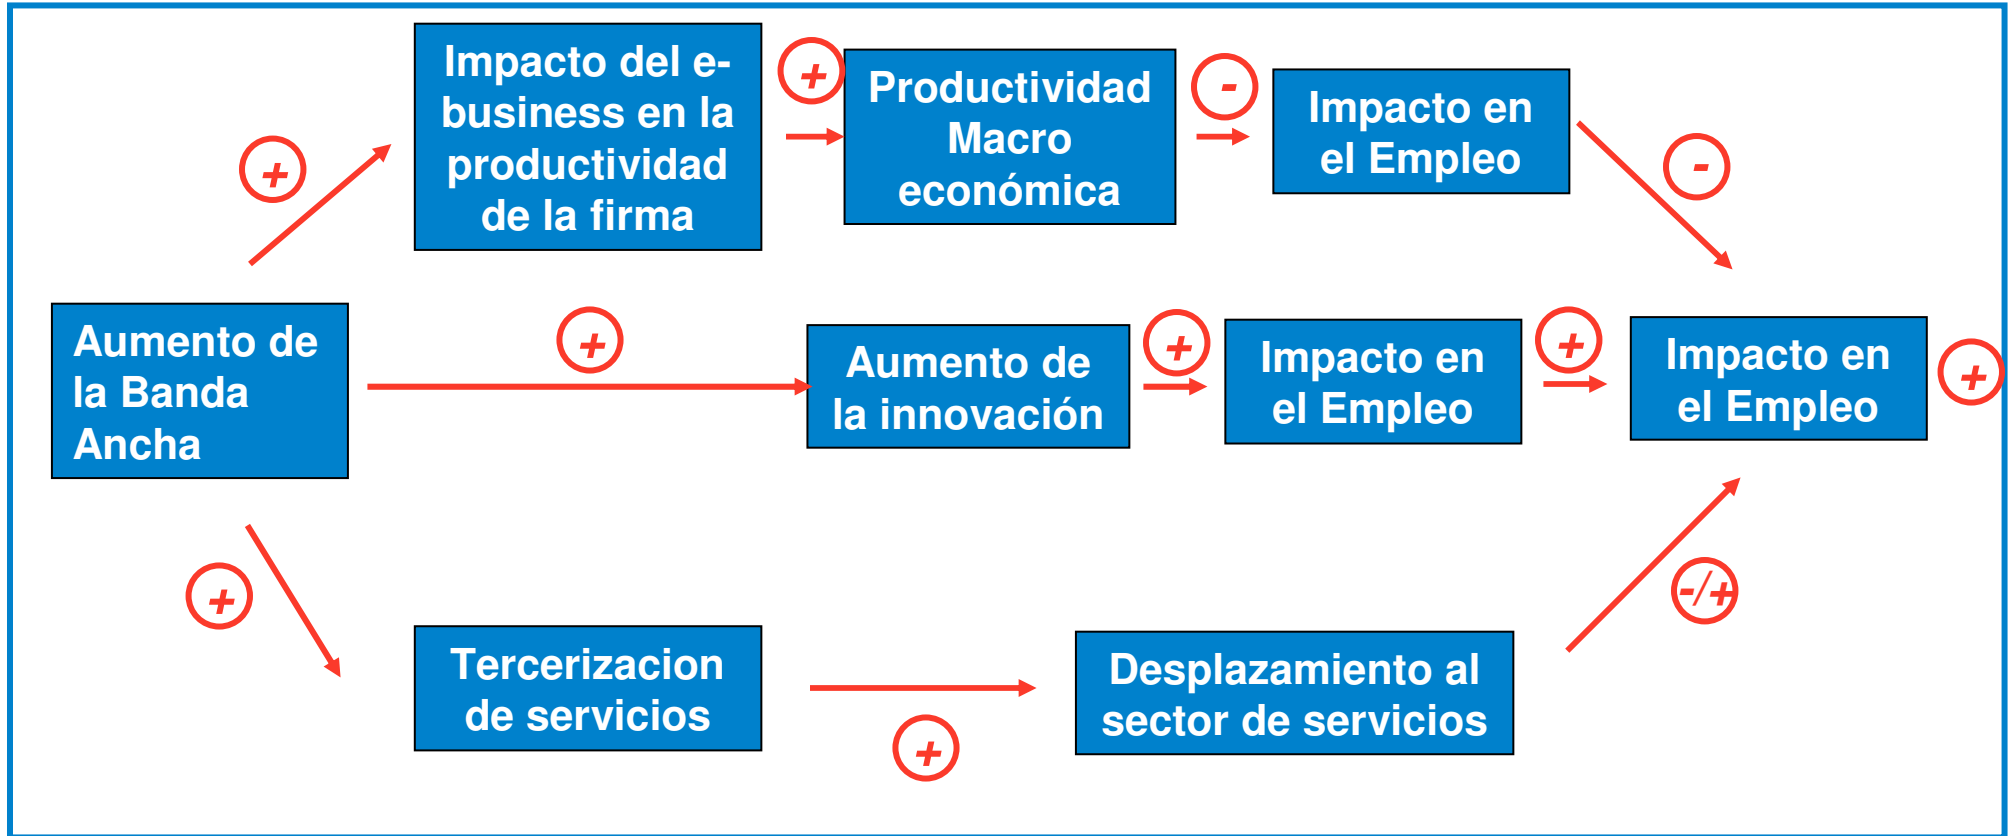 +
Impacto del e-
business en la
productividad
de la firma
+
Productividad
Macro
económica
-
Impacto en
el Empleo
-
Aumento de
la Banda
Ancha
+
Aumento de
la innovación
+
Impacto en
el Empleo
+
Impacto en
el Empleo
+
+
Tercerizacion
de servicios
+
Desplazamiento al
sector de servicios
-/+